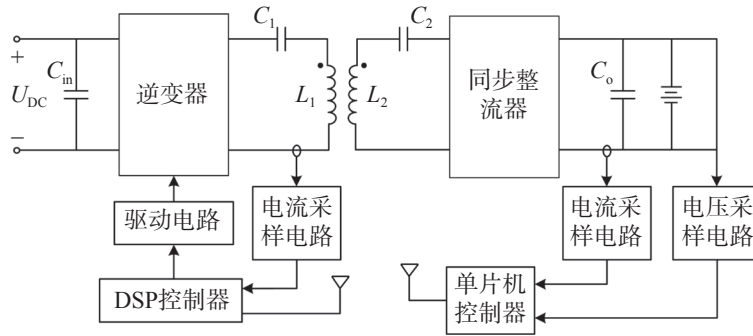 C₁
C₂
+
Cᵢₙ
U_DC
−
逆变器
L₁
L₂
同步整
流器
Cₒ
驱动电路
电流采
样电路
电流采
样电路
电压采
样电路
DSP控制器
单片机
控制器